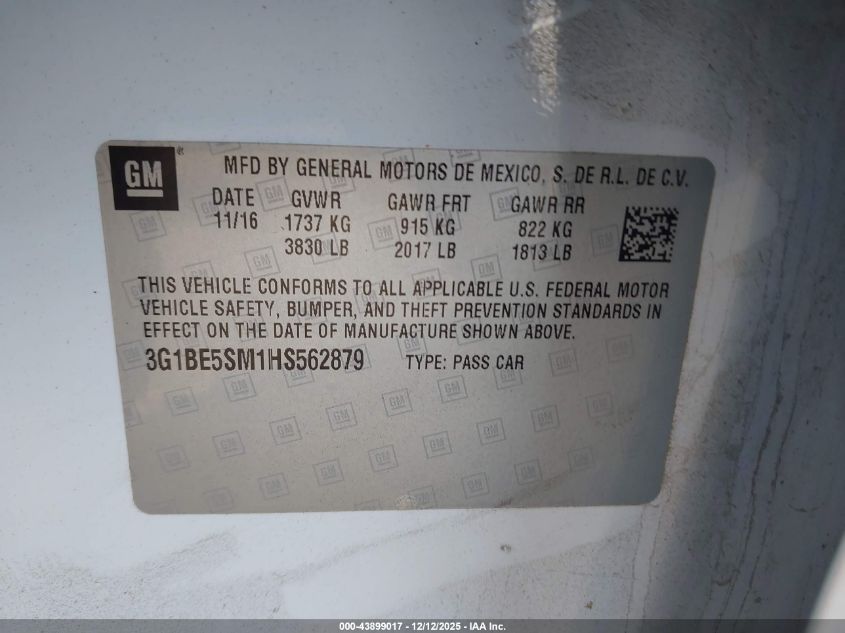 GM®
MFD BY GENERAL MOTORS DE MEXICO, S. DE R.L. DE C.V.
DATE GVWR GAWR FRT GAWR RR
11/16 1737 KG 915 KG 822 KG
3830 LB 2017 LB 1813 LB
THIS VEHICLE CONFORMS TO ALL APPLICABLE U.S. FEDERAL MOTOR
VEHICLE SAFETY, BUMPER, AND THEFT PREVENTION STANDARDS IN
EFFECT ON THE DATE OF MANUFACTURE SHOWN ABOVE.
3G1BE5SM1HS562879 TYPE: PASS CAR
000-43899017 - 12/12/2025 - IAA Inc.